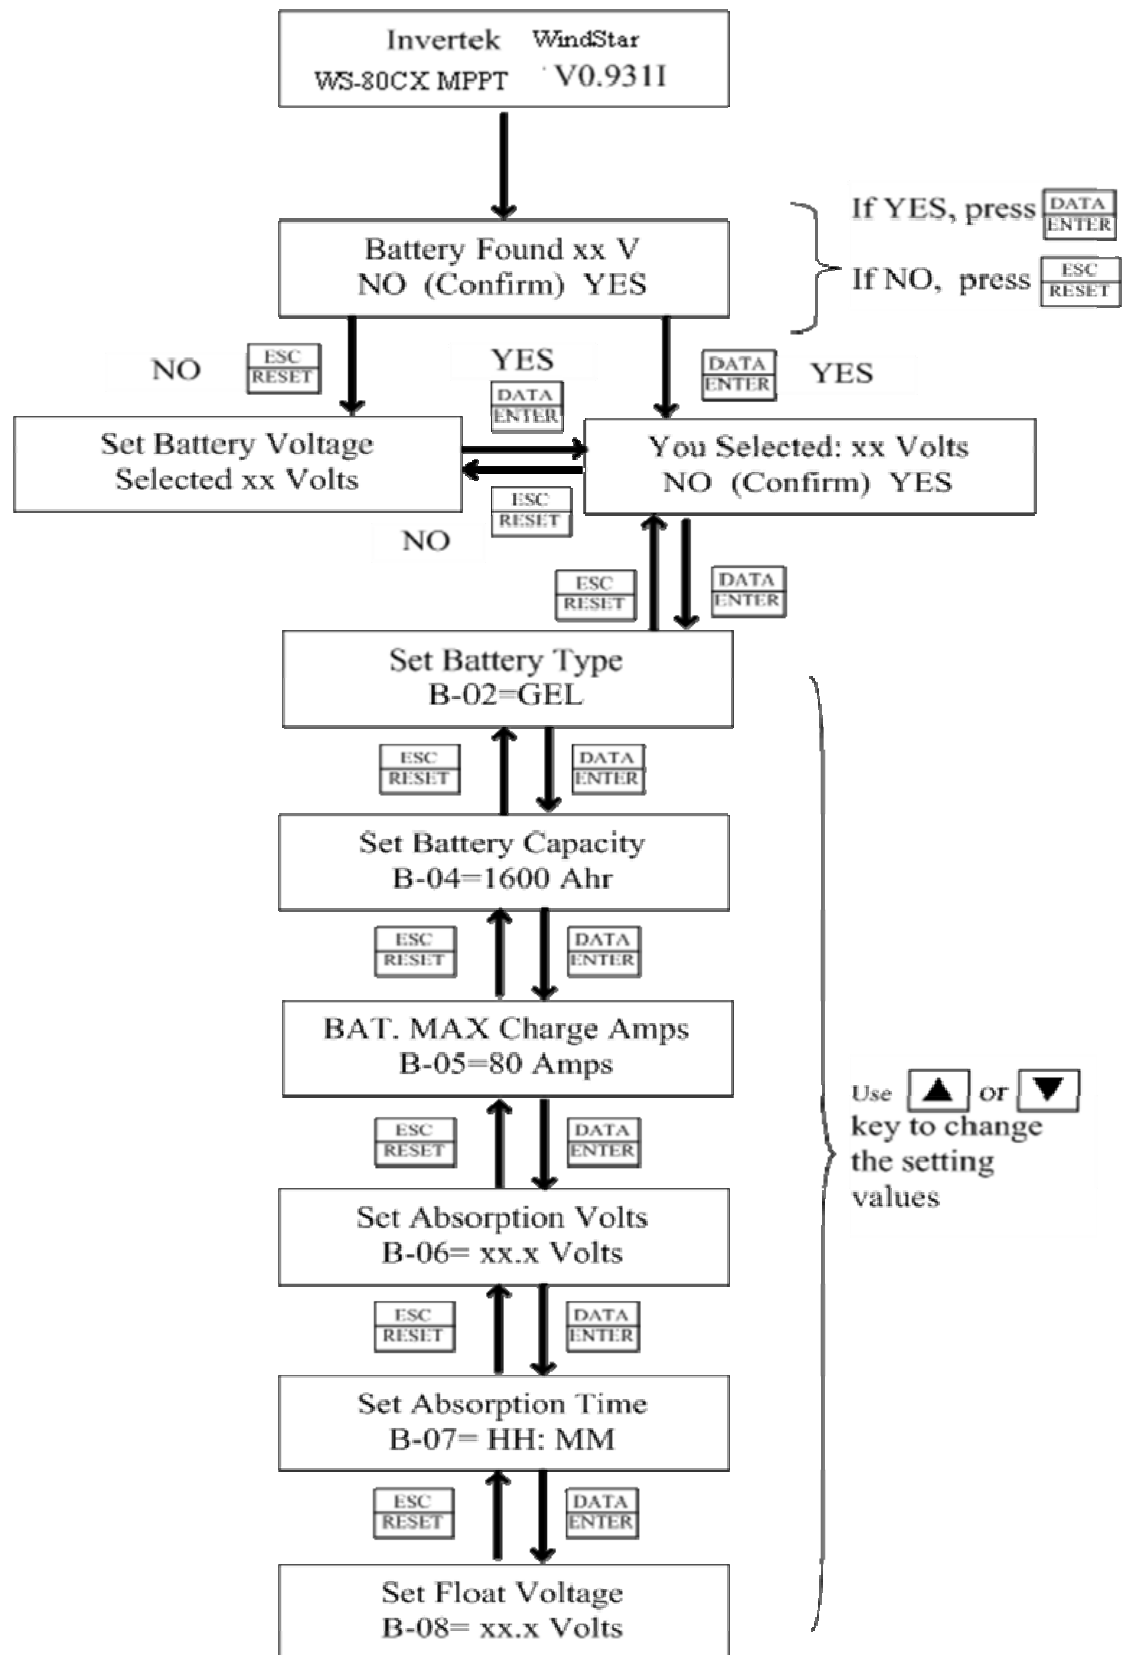 Invertek WindStar
WS-80CX MPPT V0.931I
Battery Found xx V
NO (Confirm) YES
If YES, press DATA
ENTER
If NO, press ESC
RESET
NO ESC
RESET
YES
DATA
ENTER
DATA
ENTER
YES
Set Battery Voltage
Selected xx Volts
You Selected: xx Volts
NO (Confirm) YES
ESC
RESET
NO
ESC
RESET
DATA
ENTER
Set Battery Type
B-02=GEL
ESC
RESET
DATA
ENTER
Set Battery Capacity
B-04=1600 Ahr
ESC
RESET
DATA
ENTER
BAT. MAX Charge Amps
B-05=80 Amps
Use ▲ or ▼
key to change
the setting
values
ESC
RESET
DATA
ENTER
Set Absorption Volts
B-06= xx.x Volts
ESC
RESET
DATA
ENTER
Set Absorption Time
B-07= HH: MM
ESC
RESET
DATA
ENTER
Set Float Voltage
B-08= xx.x Volts